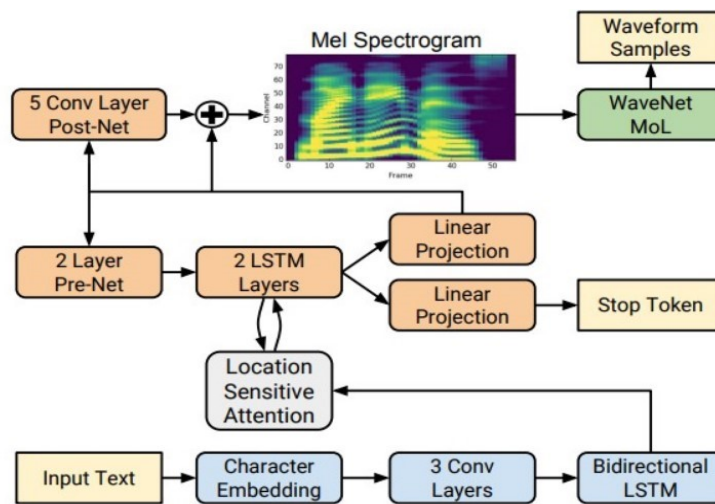 Waveform
Samples
Mel Spectrogram
5 Conv Layer
Post-Net
WaveNet
MoL
Channel
70
60
50
40
30
20
10
0
0 10 20 30 40 50
Frame
2 Layer
Pre-Net
2 LSTM
Layers
Linear
Projection
Linear
Projection
Stop Token
Location
Sensitive
Attention
Input Text
Character
Embedding
3 Conv
Layers
Bidirectional
LSTM